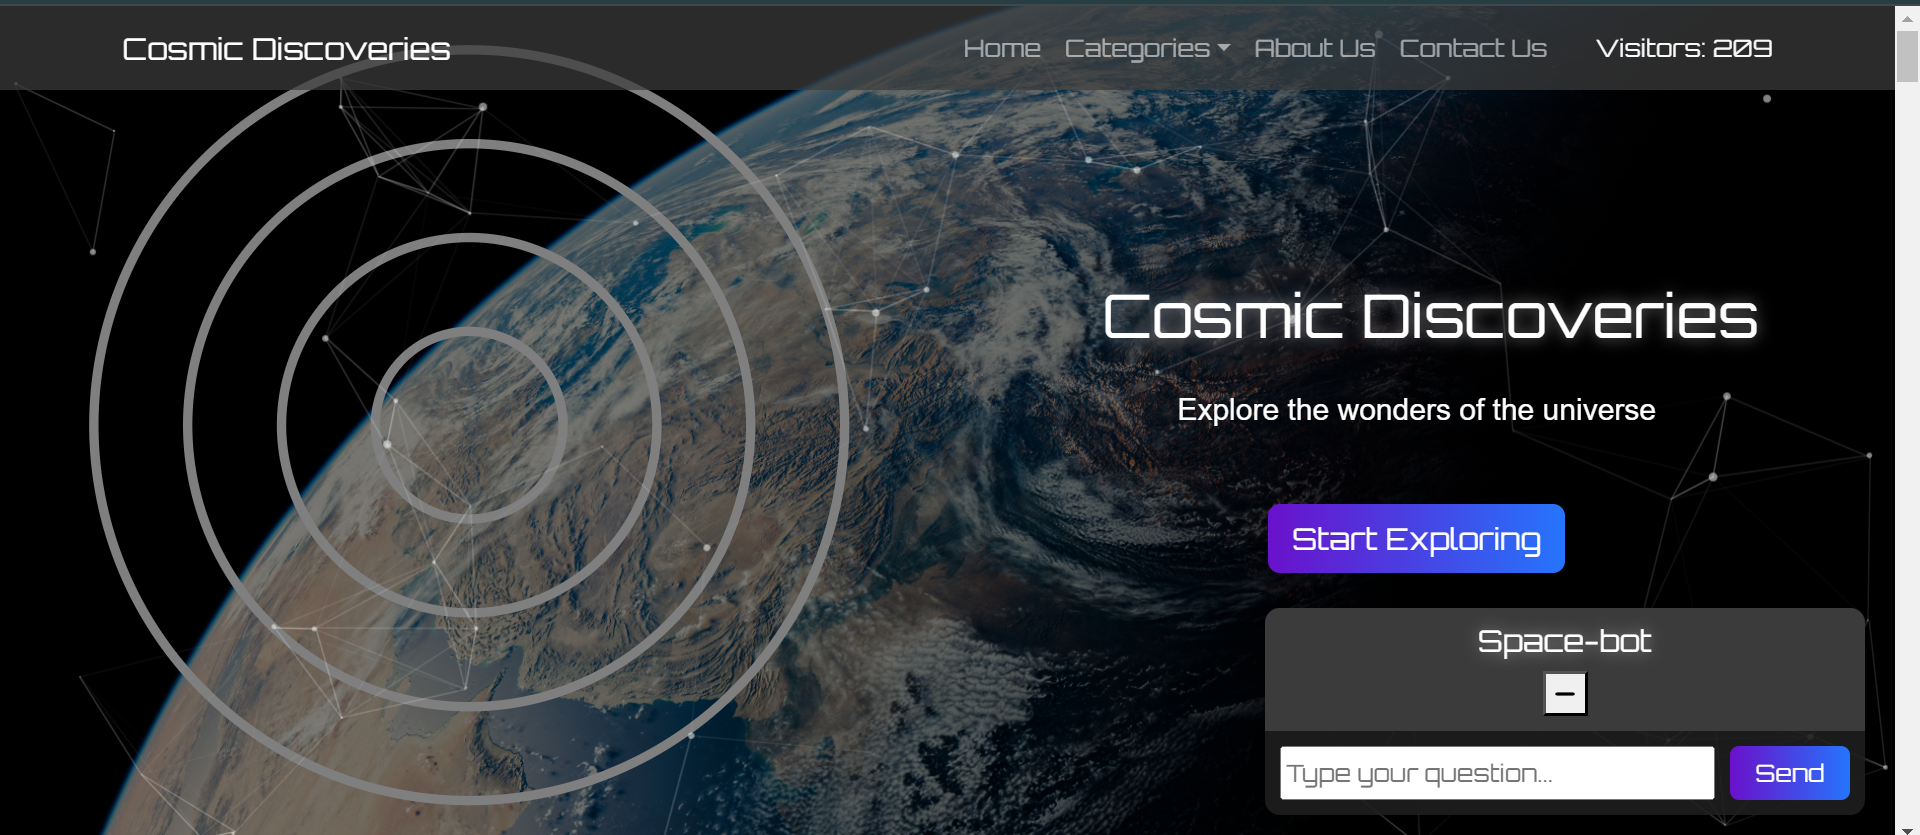 Cosmic Discoveries
Home Categories About Us Contact Us Visitors: 209
Cosmic Discoveries
Explore the wonders of the universe
Start Exploring
Space-bot
Type your question...
Send